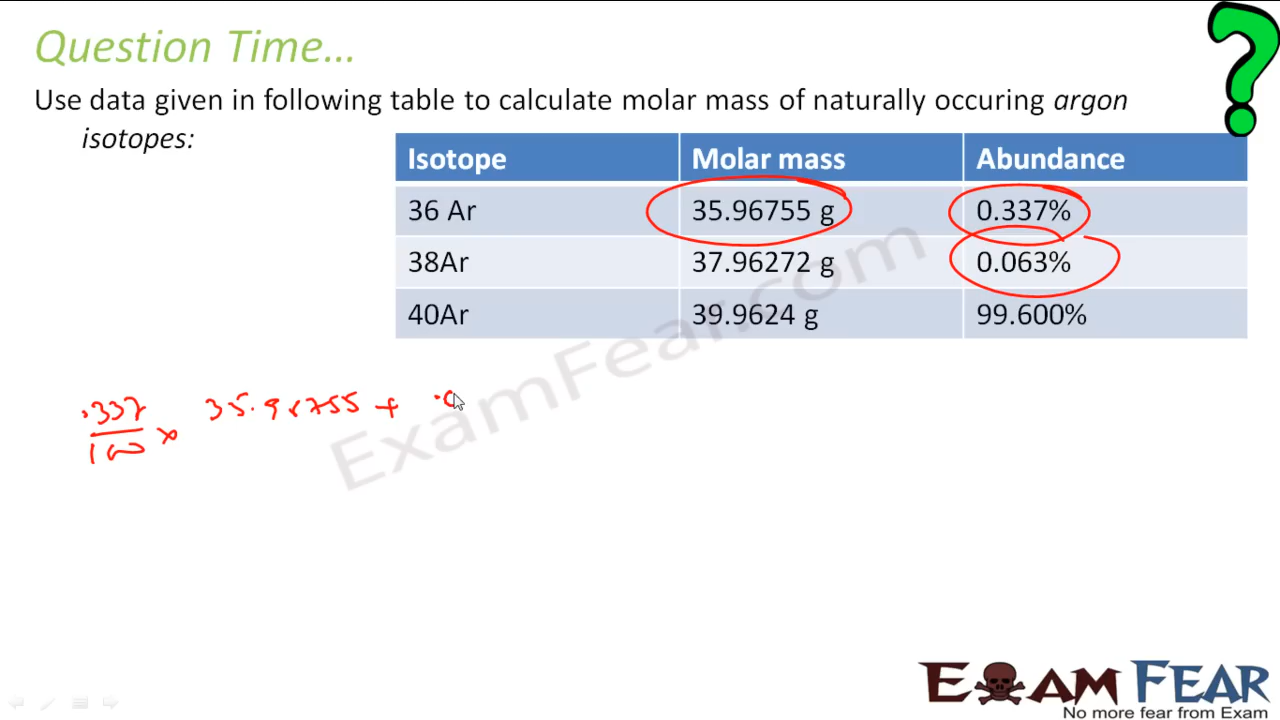 Question Time...
Use data given in following table to calculate molar mass of naturally occuring argon
isotopes:
Isotope Molar mass Abundance
36 Ar 35.96755 g 0.337%
38Ar 37.96272 g 0.063%
40Ar 39.9624 g 99.600%
.337 35.96755 + .0
100 ×
ExamFear.com
EXAM FEAR
No more fear from Exam